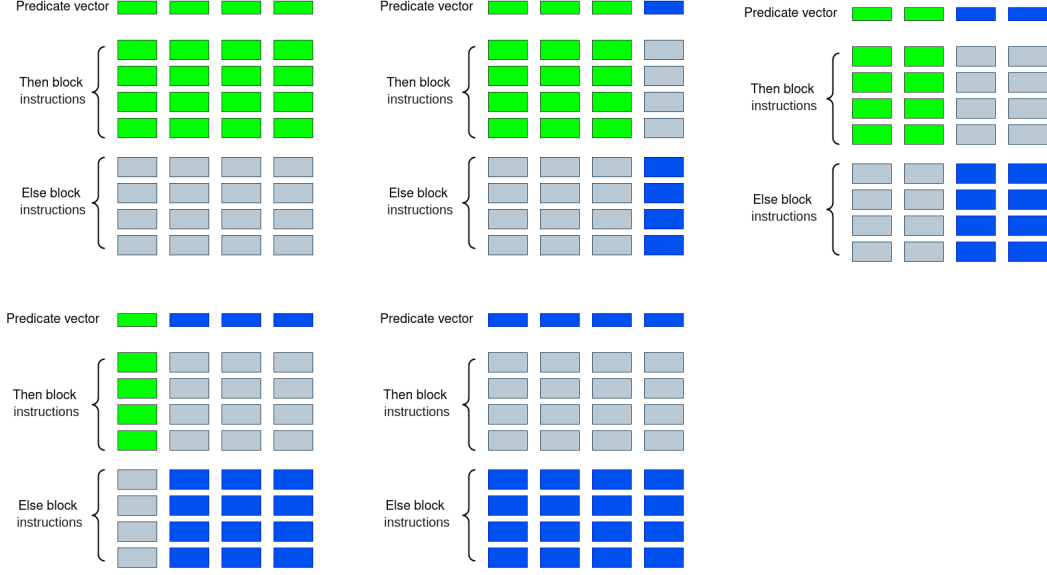 Predicate vector
Then block
instructions
Else block
instructions
Predicate vector
Then block
instructions
Else block
instructions
Predicate vector
Then block
instructions
Else block
instructions
Predicate vector
Then block
instructions
Else block
instructions
Predicate vector
Then block
instructions
Else block
instructions